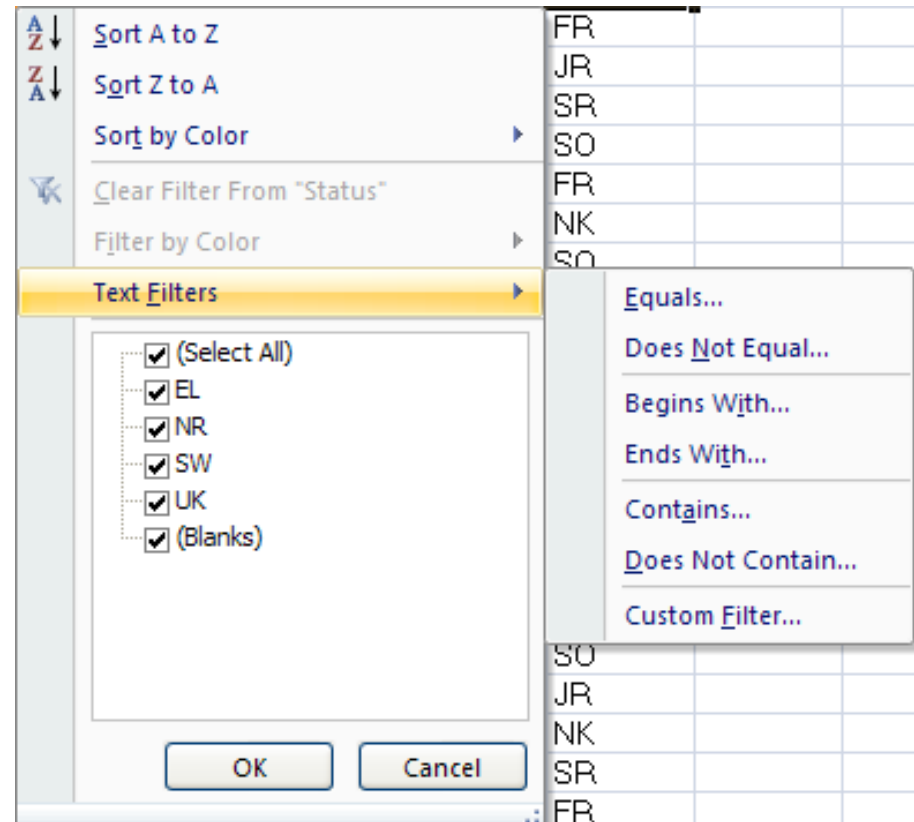 Sort A to Z
Sort Z to A
Sort by Color
Clear Filter From "Status"
Filter by Color
Text Filters
(Select All)
EL
NR
SW
UK
(Blanks)
OK
Cancel
Equals...
Does Not Equal...
Begins With...
Ends With...
Contains...
Does Not Contain...
Custom Filter...
FR
JR
SR
SO
FR
NK
SO
SO
JR
NK
SR
FR